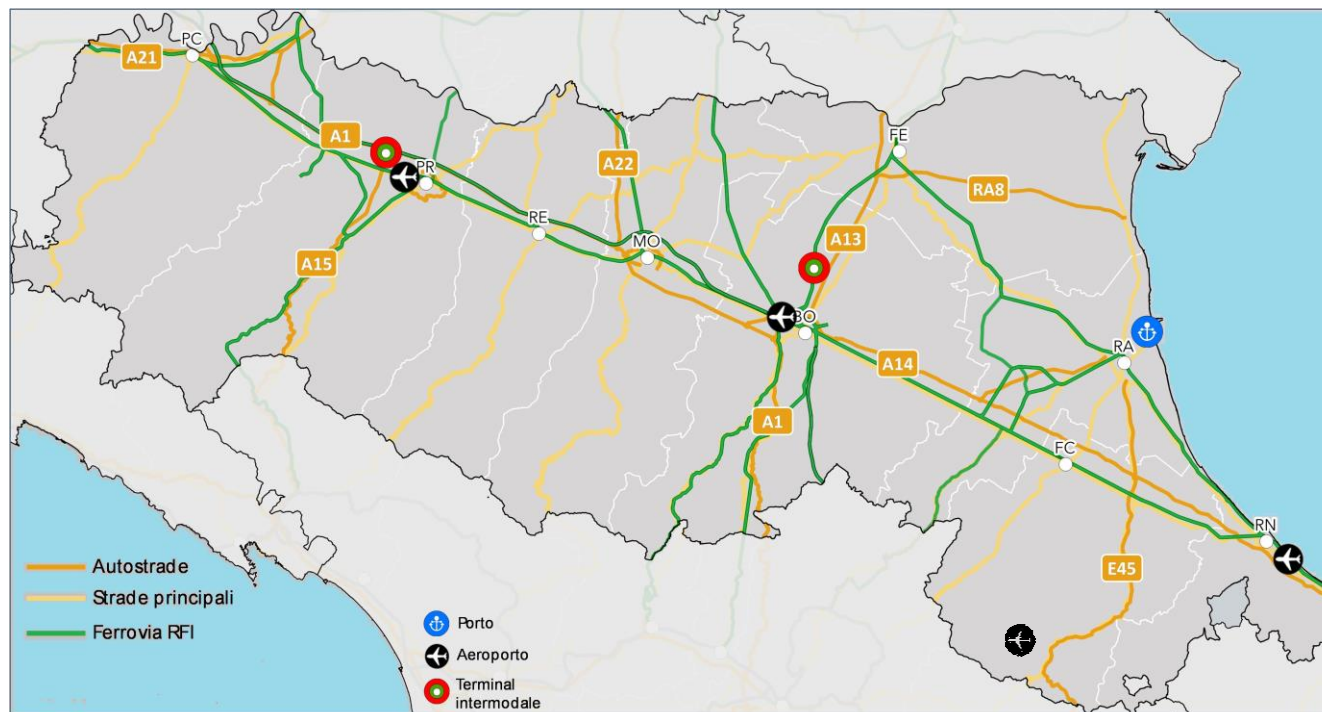 PC
A21
A1
PR
FE
A22
RA8
RE
MO
A13
A15
BO
RA
A14
A1
FC
RN
E45
Autostrade
Strade principali
Ferrovia RFI
Porto
Aeroporto
Terminal
intermodale